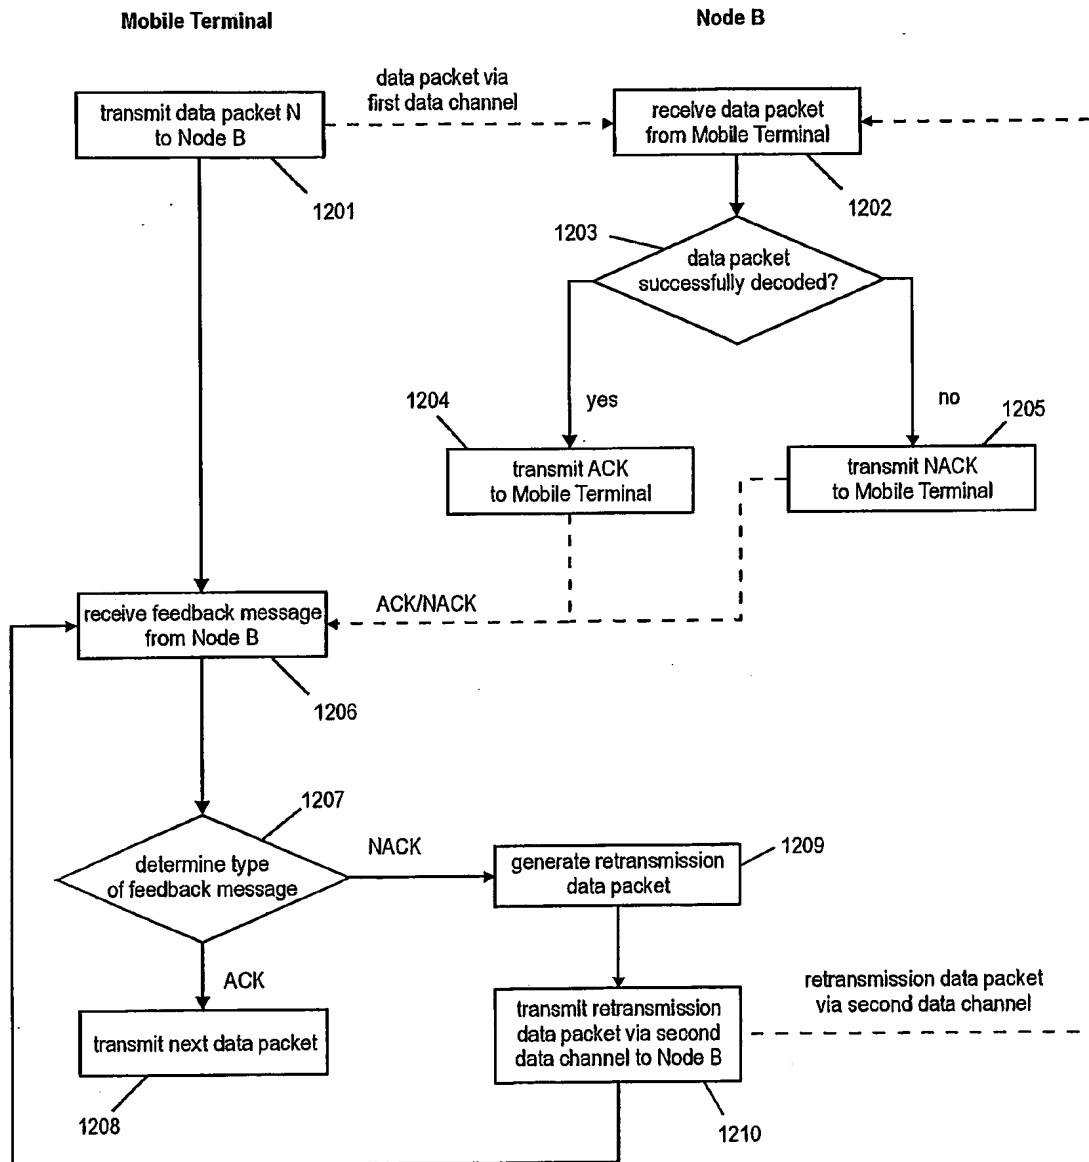 Mobile Terminal
Node B
data packet via
first data channel
transmit data packet N
to Node B
receive data packet
from Mobile Terminal
1201
1202
1203
data packet
successfully decoded?
1204
yes
no
1205
transmit ACK
to Mobile Terminal
transmit NACK
to Mobile Terminal
ACK/NACK
receive feedback message
from Node B
1206
1207
NACK
determine type
of feedback message
generate retransmission
data packet
1209
ACK
retransmission data packet
via second data channel
transmit next data packet
transmit retransmission
data packet via second
data channel to Node B
1208
1210